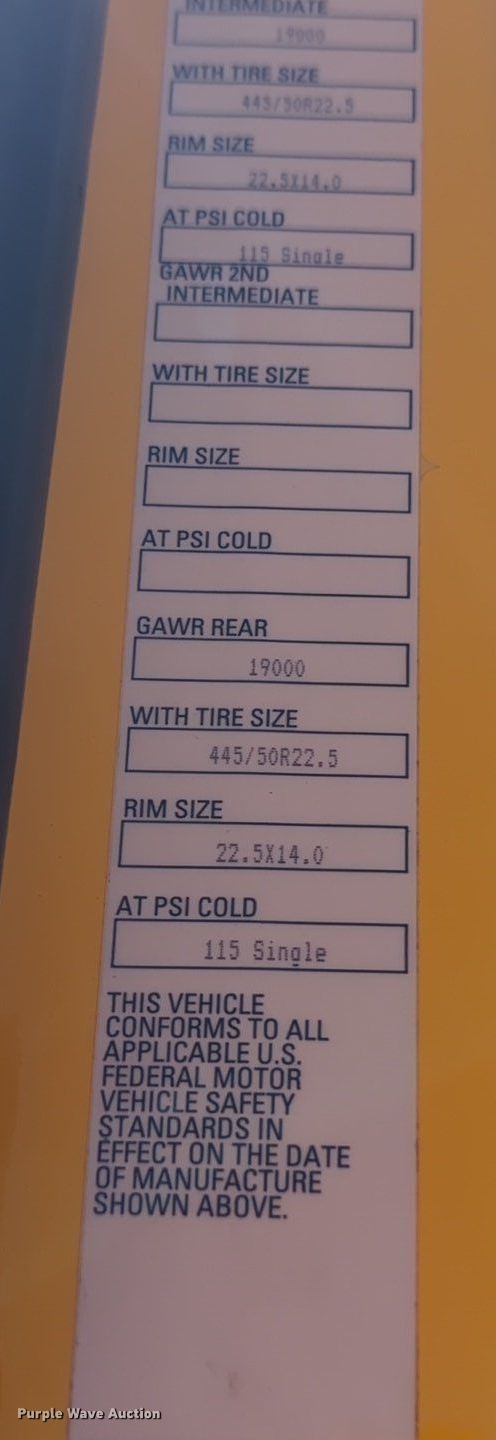 INTERMEDIATE
19000
WITH TIRE SIZE
445/50R22.5
RIM SIZE
22.5X14.0
AT PSI COLD
115 Single
GAWR 2ND
INTERMEDIATE
WITH TIRE SIZE
RIM SIZE
AT PSI COLD
GAWR REAR
19000
WITH TIRE SIZE
445/50R22.5
RIM SIZE
22.5X14.0
AT PSI COLD
115 Single
THIS VEHICLE
CONFORMS TO ALL
APPLICABLE U.S.
FEDERAL MOTOR
VEHICLE SAFETY
STANDARDS IN
EFFECT ON THE DATE
OF MANUFACTURE
SHOWN ABOVE.
Purple Wave Auction